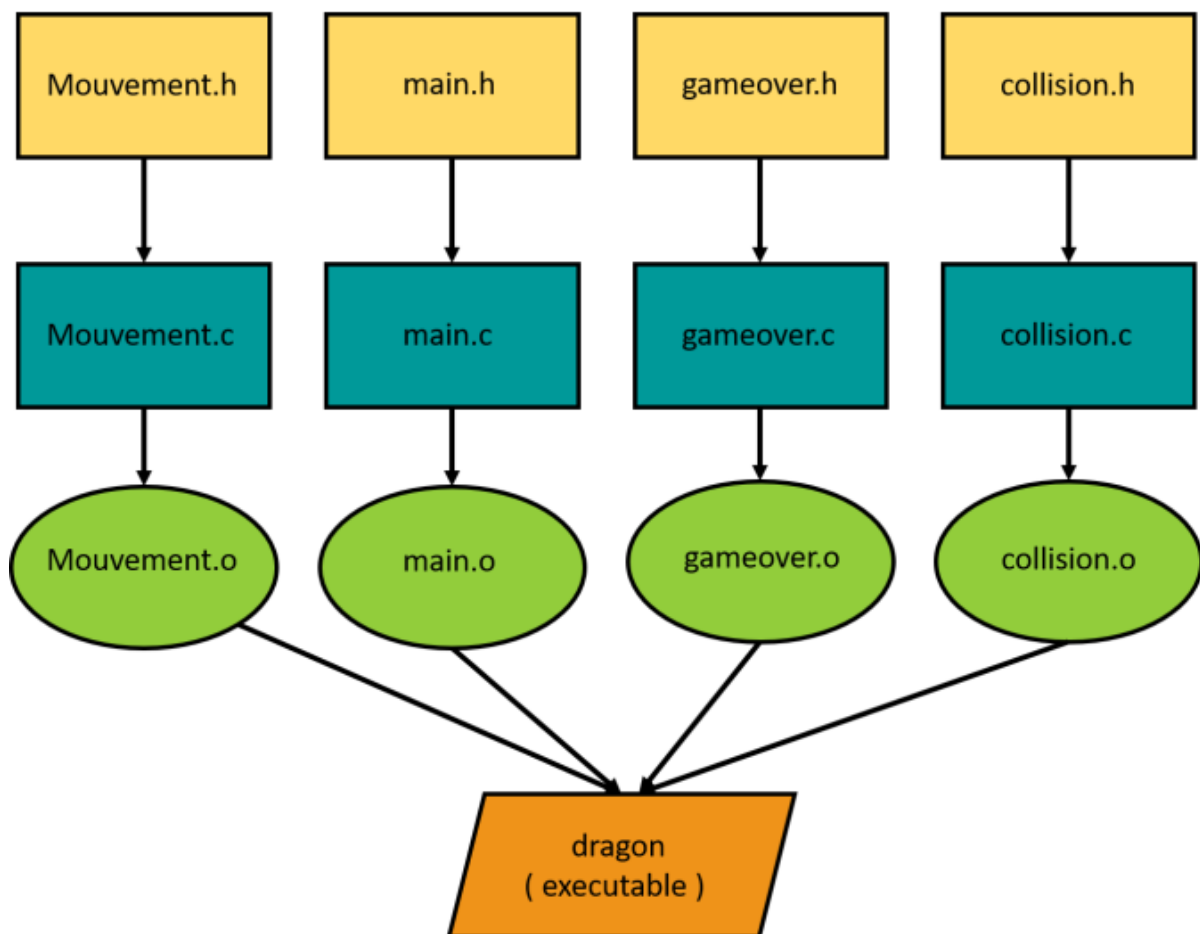 Mouvement.h
main.h
gameover.h
collision.h
Mouvement.c
main.c
gameover.c
collision.c
Mouvement.o
main.o
gameover.o
collision.o
dragon
( executable )